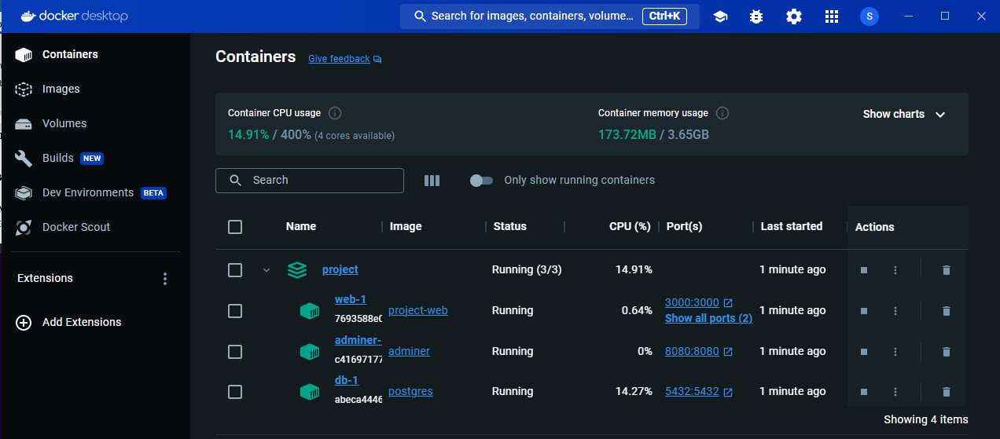 docker desktop
Search for images, containers, volume... Ctrl+K
S
Containers
Images
Volumes
Builds NEW
Dev Environments BETA
Docker Scout
Extensions
Add Extensions
Containers Give feedback
Container CPU usage
14.91% / 400% (4 cores available)
Container memory usage
173.72MB / 3.65GB
Show charts
Search
Only show running containers
Name Image Status CPU (%) Port(s) Last started Actions
project Running (3/3) 14.91% 1 minute ago
web-1
7693588e0
project-web Running 0.64% 3000:3000
Show all ports (2)
1 minute ago
adminer-
c41697177
adminer Running 0% 8080:8080 1 minute ago
db-1
abeca4446
postgres Running 14.27% 5432:5432 1 minute ago
Showing 4 items